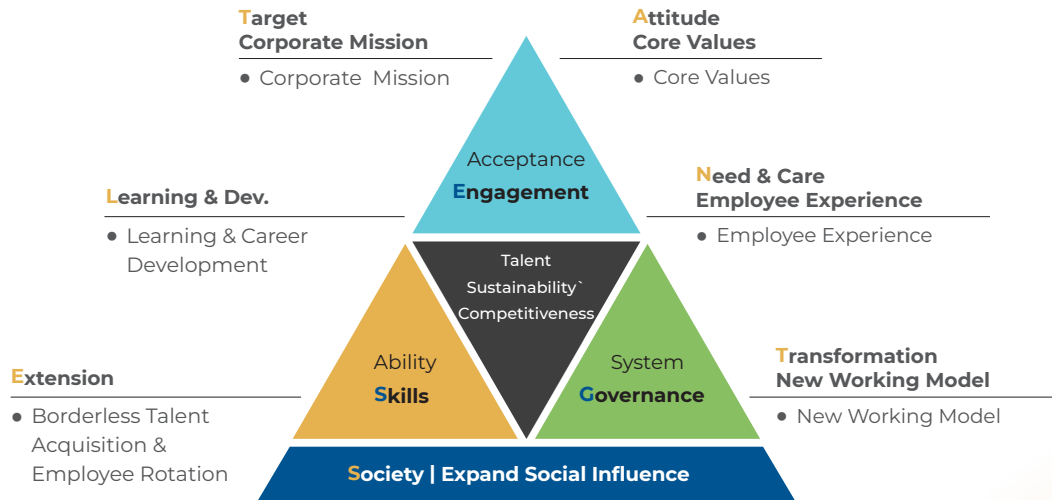 Target
Corporate Mission
• Corporate Mission
Attitude
Core Values
• Core Values
Acceptance
Engagement
Learning & Dev.
• Learning & Career
Development
Need & Care
Employee Experience
• Employee Experience
Talent
Sustainability`
Competitiveness
Ability
Skills
System
Governance
Extension
• Borderless Talent
Acquisition &
Employee Rotation
Transformation
New Working Model
• New Working Model
Society | Expand Social Influence